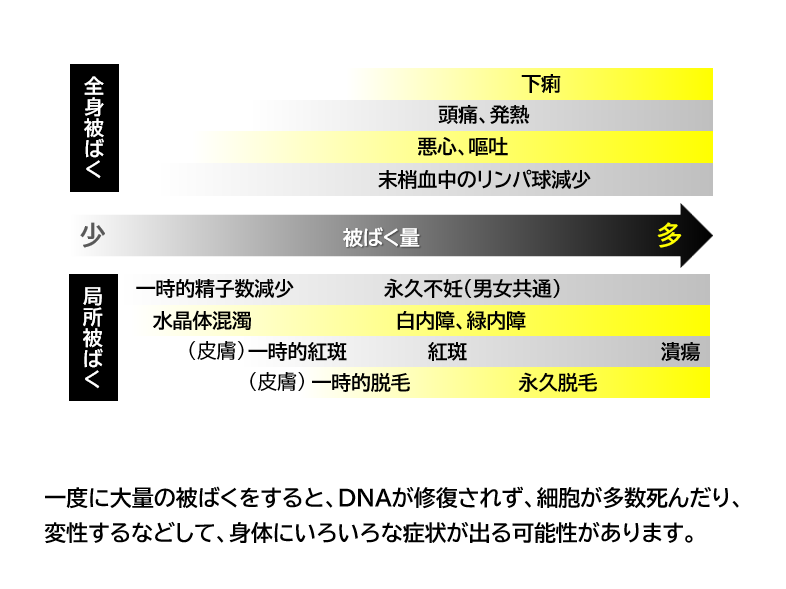 全身被ばく
下痢
頭痛、発熱
悪心、嘔吐
末梢血中のリンパ球減少
少 被ばく量 多
局所被ばく
一時的精子数減少 永久不妊(男女共通)
水晶体混濁 白内障、緑内障
(皮膚)一時的紅斑 紅斑 潰瘍
(皮膚)一時的脱毛 永久脱毛
一度に大量の被ばくをすると、DNAが修復されず、細胞が多数死んだり、
変性するなどして、身体にいろいろな症状が出る可能性があります。